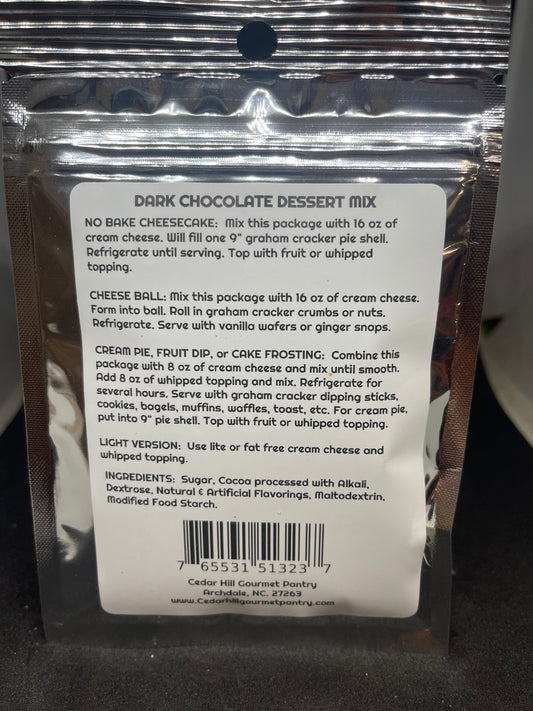 DARK CHOCOLATE DESSERT MIX
NO BAKE CHEESECAKE: Mix this package with 16 oz of
cream cheese. Will fill one 9" graham cracker pie shell.
Refrigerate until serving. Top with fruit or whipped
topping.
CHEESE BALL: Mix this package with 16 oz of cream cheese.
Form into ball. Roll in graham cracker crumbs or nuts.
Refrigerate. Serve with vanilla wafers or ginger snaps.
CREAM PIE, FRUIT DIP, or CAKE FROSTING: Combine this
package with 8 oz of cream cheese and mix until smooth.
Add 8 oz of whipped topping and mix. Refrigerate for
several hours. Serve with graham cracker dipping sticks,
cookies, bagels, muffins, waffles, toast, etc. For cream pie,
put into 9" pie shell. Top with fruit or whipped topping.
LIGHT VERSION: Use lite or fat free cream cheese and
whipped topping.
INGREDIENTS: Sugar, Cocoa processed with Alkali,
Dextrose, Natural & Artificial Flavorings, Maltodextrin,
Modified Food Starch.
7 65531 51323 7
Cedar Hill Gourmet Pantry
Archdale, NC. 27263
www.Cedarhillgourmetpantry.com